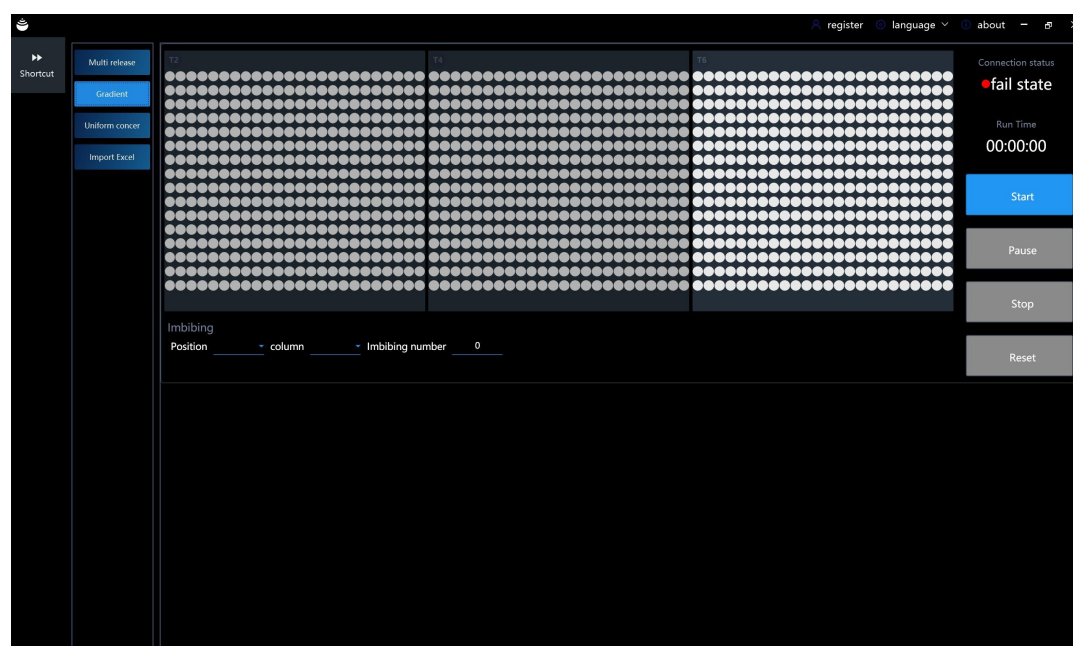 register language about
Shortcut
Multi release
Gradient
Uniform concer
Import Excel
T2 T4 T6
Connection status
fail state
Run Time
00:00:00
Start
Pause
Stop
Reset
Imbibing
Position column Imbibing number 0